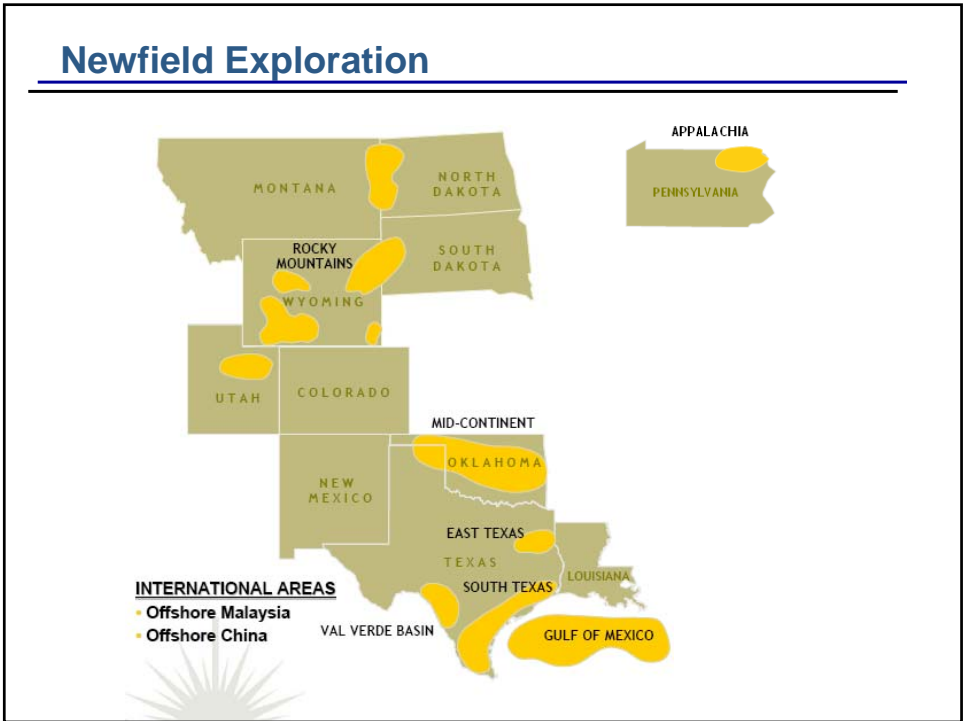 Newfield Exploration
APPALACHIA
PENNSYLVANIA
MONTANA
NORTH
DAKOTA
ROCKY
MOUNTAINS
SOUTH
DAKOTA
WYOMING
UTAH
COLORADO
MID-CONTINENT
OKLAHOMA
NEW
MEXICO
EAST TEXAS
TEXAS
SOUTH TEXAS
LOUISIANA
VAL VERDE BASIN
GULF OF MEXICO
INTERNATIONAL AREAS
• Offshore Malaysia
• Offshore China